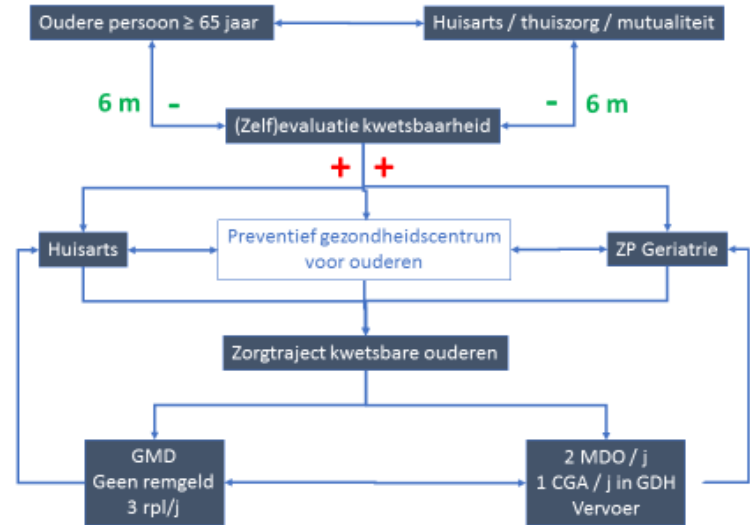 Oudere persoon ≥ 65 jaar
Huisarts / thuiszorg / mutualiteit
6 m -
- 6 m
(Zelf)evaluatie kwetsbaarheid
+ +
Huisarts
Preventief gezondheidscentrum
voor ouderen
ZP Geriatrie
Zorgtraject kwetsbare ouderen
GMD
Geen remgeld
3 rpl/j
2 MDO / j
1 CGA / j in GDH
Vervoer